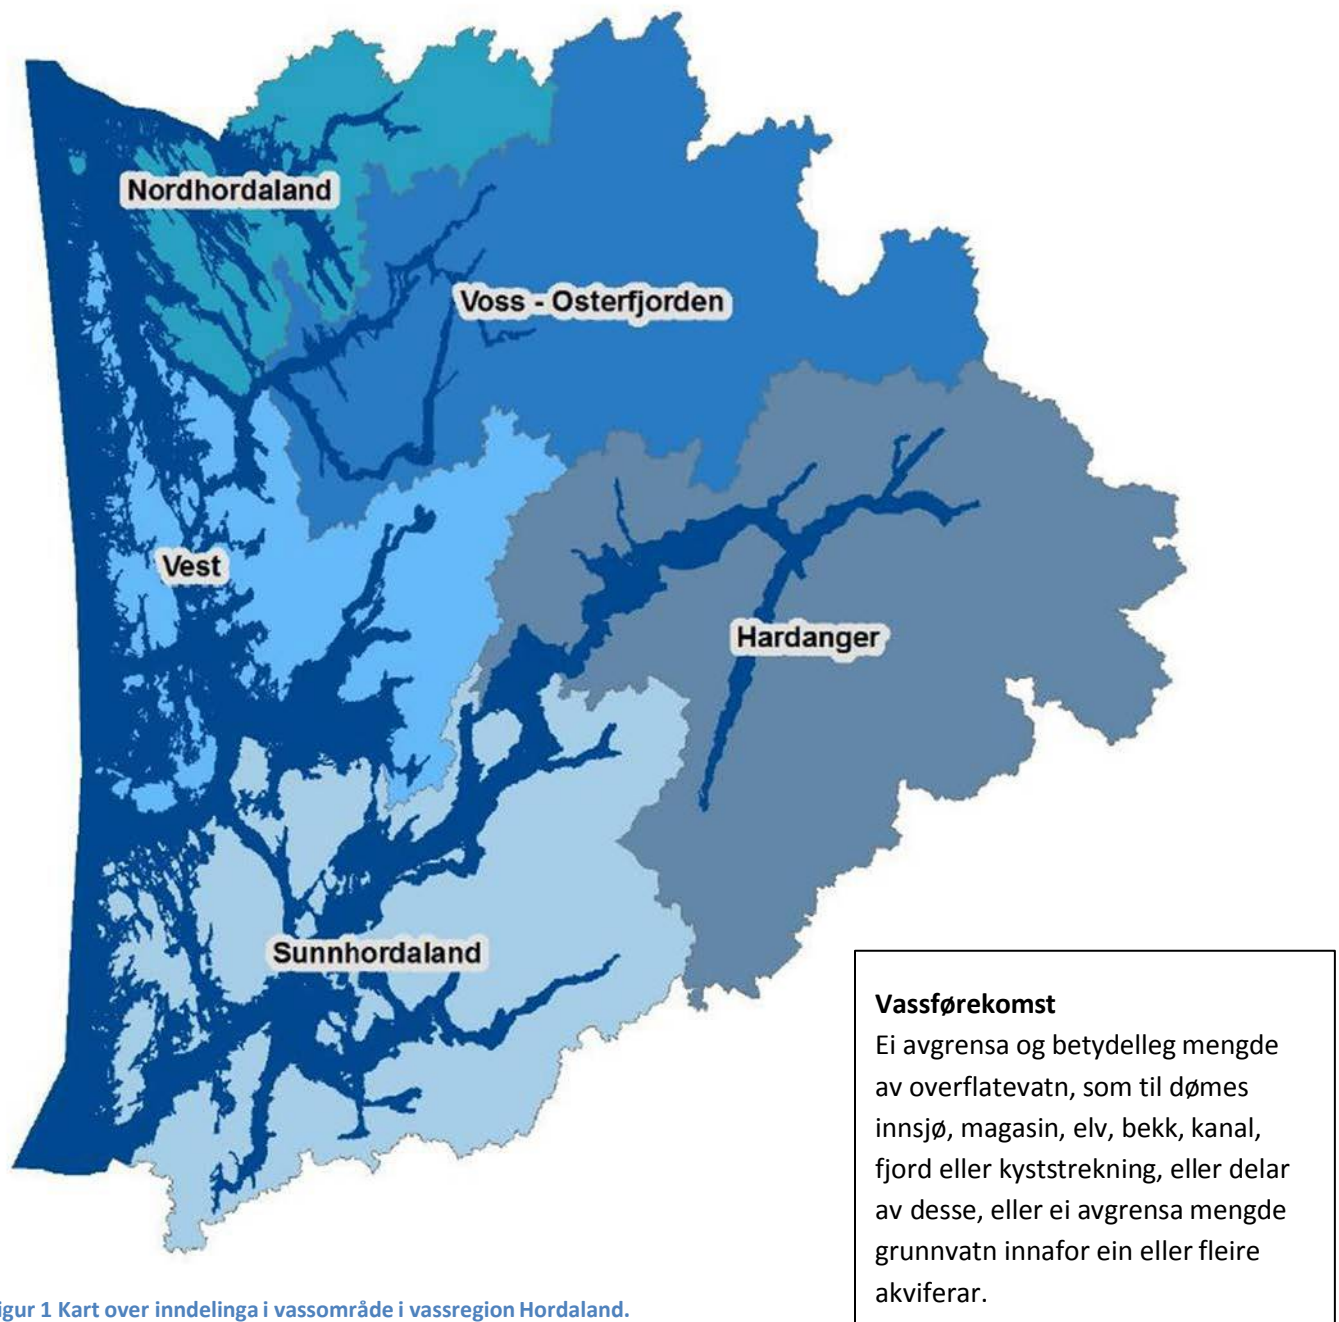 Nordhordaland
Voss - Osterfjorden
Vest
Hardanger
Sunnhordaland
Vassførekomst
Ei avgrensa og betydelleg mengde
av overflatevatn, som til dømes
innsjø, magasin, elv, bekk, kanal,
fjord eller kyststrekning, eller delar
av desse, eller ei avgrensa mengde
grunnvatn innafor ein eller fleire
akviferar.
igur 1 Kart over inndelinga i vassområde i vassregion Hordaland.